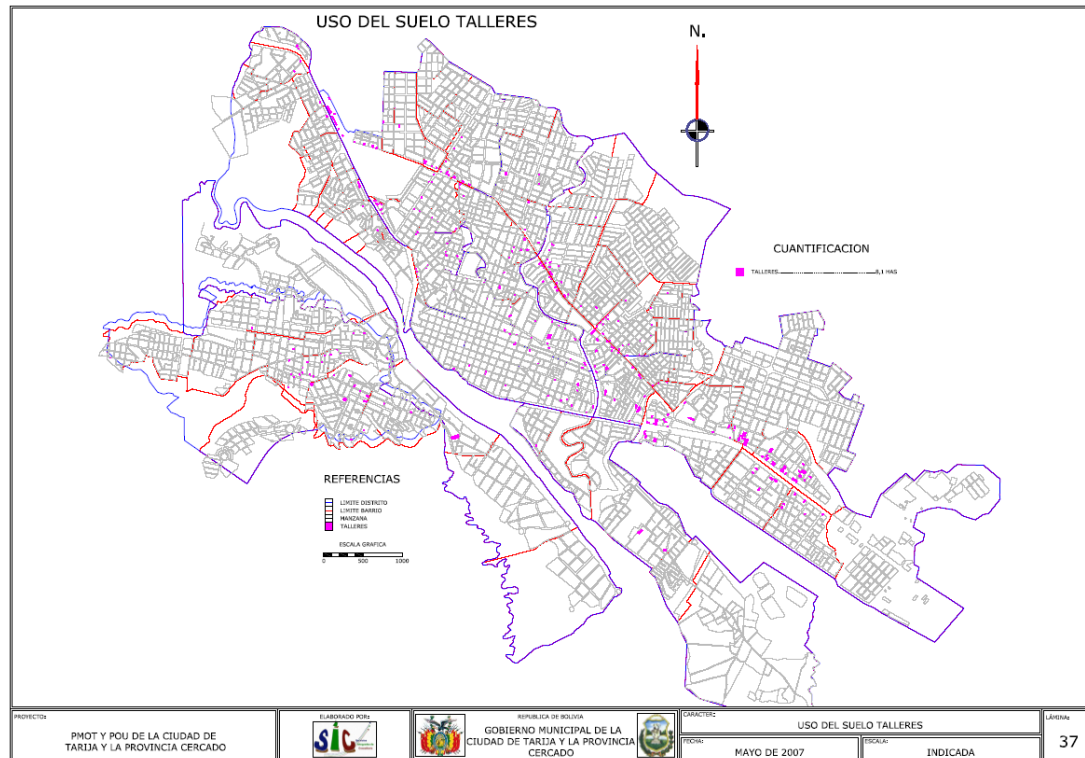 USO DEL SUELO TALLERES
N.
CUANTIFICACION
TALLERES 8,1 HAS
REFERENCIAS
LIMITE DISTRITO
LIMITE BARRIO
MANZANA
TALLERES
ESCALA GRAFICA
0 500 1000
PROYECTO:
PMOT Y POU DE LA CIUDAD DE
TARIJA Y LA PROVINCIA CERCADO
ELABORADO POR:
SIC
REPUBLICA DE BOLIVIA
GOBIERNO MUNICIPAL DE LA
CIUDAD DE TARIJA Y LA PROVINCIA
CERCADO
CARACTER:
USO DEL SUELO TALLERES
FECHA:
MAYO DE 2007
ESCALA:
INDICADA
LÁMINA:
37